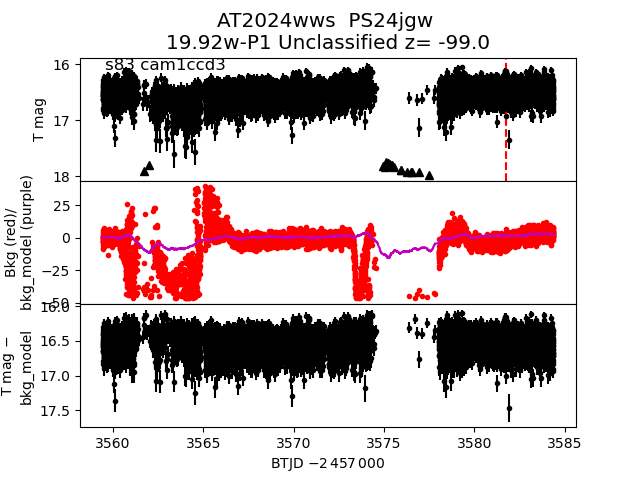 AT2024wws  PS24jgw
19.92w-P1 Unclassified z= -99.0
s83 cam1ccd3
16
17
18
T mag
25
0
−25
−50
Bkg (red)/
bkg_model (purple)
16.0
16.5
17.0
17.5
T mag −
bkg_model
3560
3565
3570
3575
3580
3585
BTJD −2 457 000